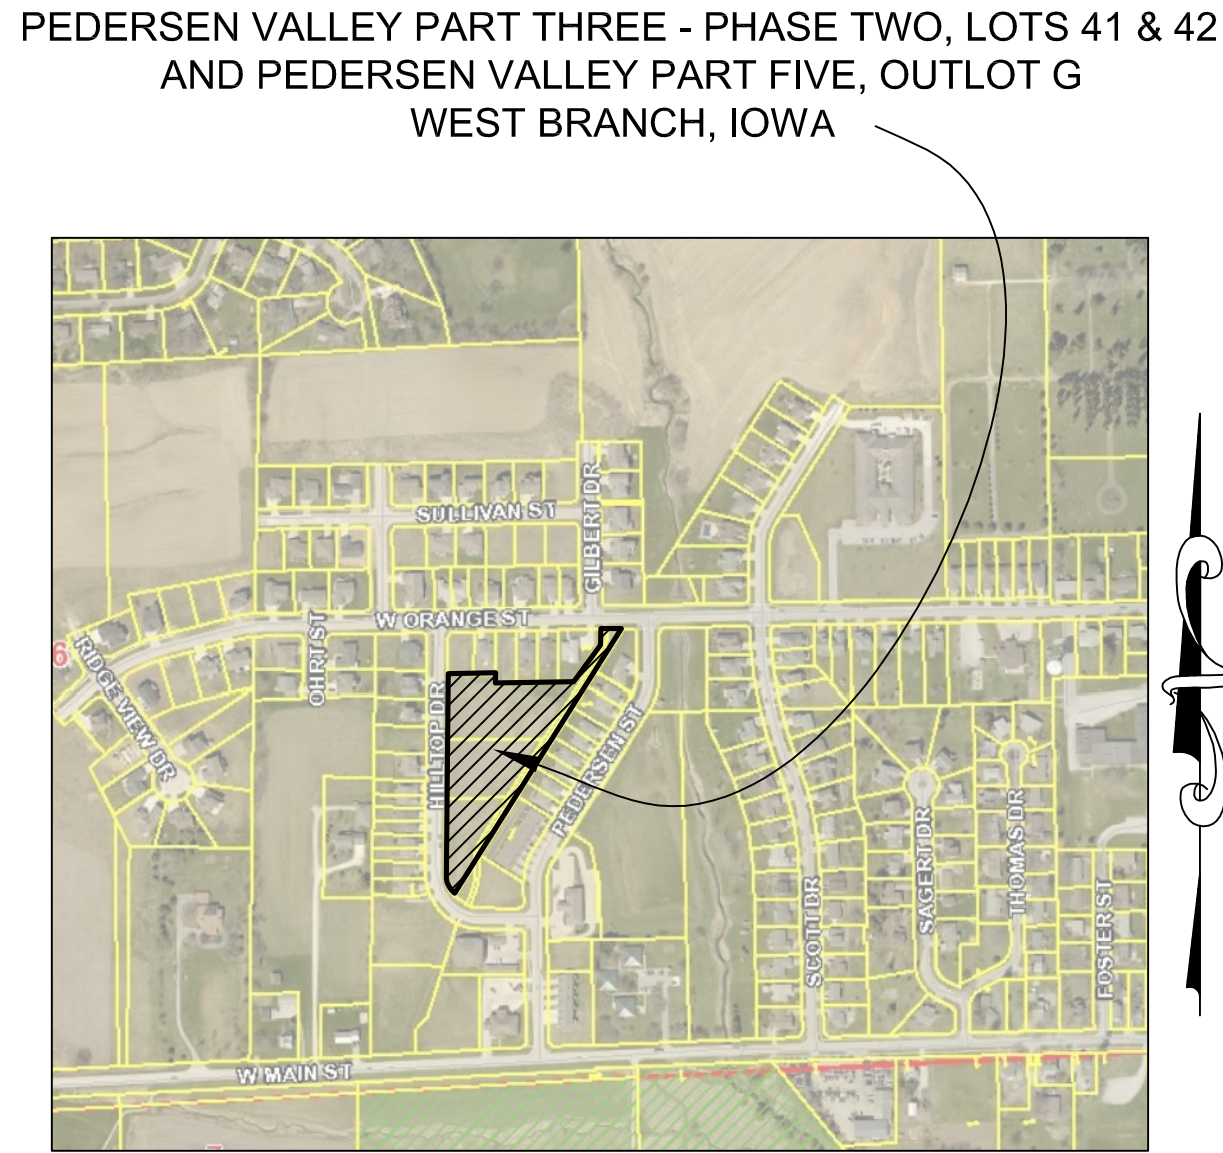 PEDERSEN VALLEY PART THREE - PHASE TWO, LOTS 41 & 42
AND PEDERSEN VALLEY PART FIVE, OUTLOT G
WEST BRANCH, IOWA
SULLIVAN ST
GILBERT DR
W ORANGE ST
OHRT ST
6
RIDGE VIEW DR
HILLTOP DR
PEDERSEN ST
SCOTT DR
SAGERT DR
THOMAS DR
FOSTER ST
W MAIN ST